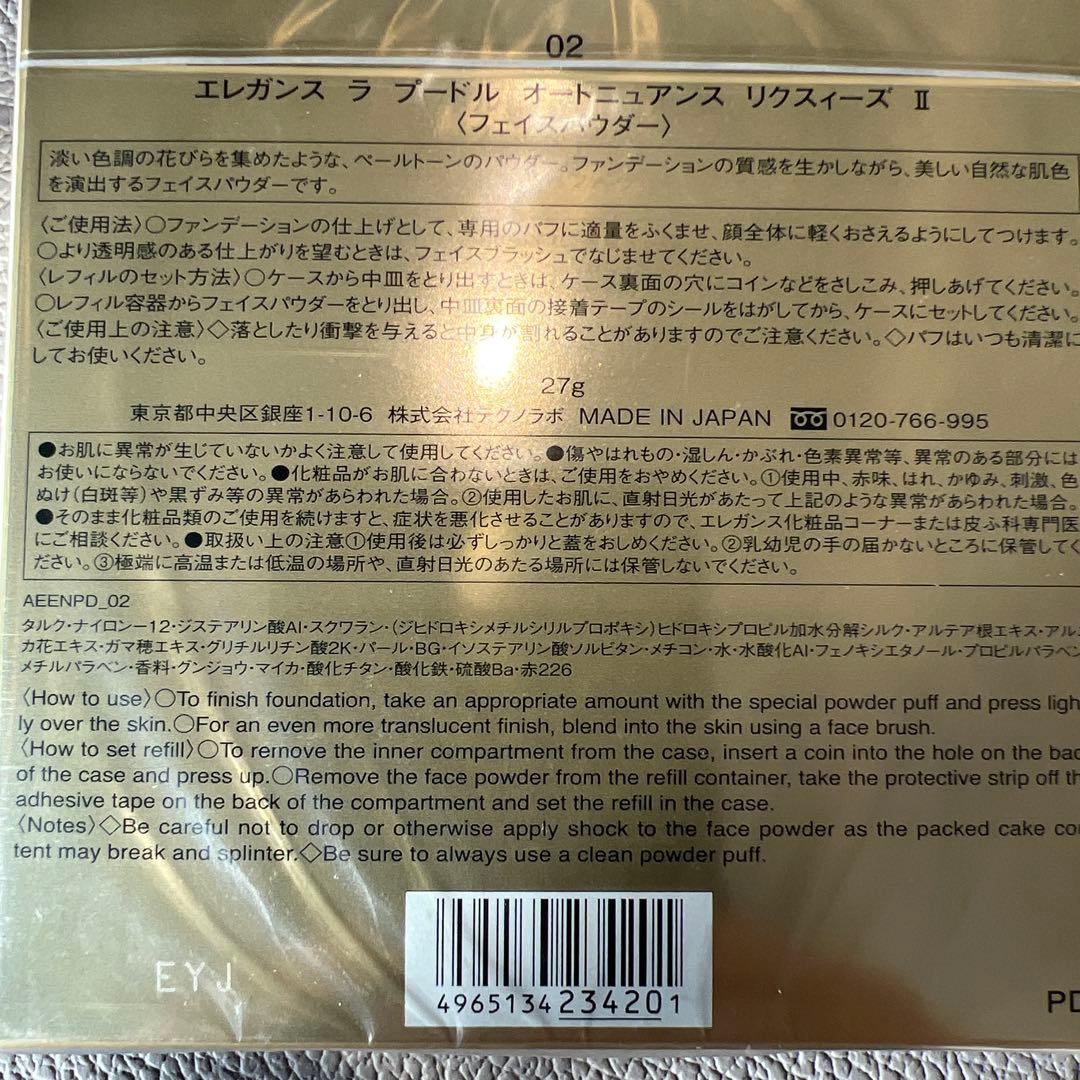 02
エレガンス ラ プードル オートニュアンス リクスィーズ Ⅱ
〈フェイスパウダー〉
淡い色調の花びらを集めたような、ペールトーンのパウダー。ファンデーションの質感を生かしながら、美しい自然な肌色
を演出するフェイスパウダーです。
〈ご使用法〉○ファンデーションの仕上げとして、専用のパフに適量をふくませ、顔全体に軽くおさえるようにしてつけます。
○より透明感のある仕上がりを望むときは、フェイスブラッシュでなじませてください。
〈レフィルのセット方法〉○ケースから中皿をとり出すときは、ケース裏面の穴にコインなどをさしこみ、押しあげてください。
○レフィル容器からフェイスパウダーをとり出し、中皿裏面の接着テープのシールをはがしてから、ケースにセットしてください。
〈ご使用上の注意〉◇落としたり衝撃を与えると中身が割れることがありますのでご注意ください。◇パフはいつも清潔に
してお使いください。
27g
東京都中央区銀座1-10-6 株式会社テクノラボ MADE IN JAPAN 0120-766-995
●お肌に異常が生じていないかよく注意して使用してください。●傷やはれもの・湿しん・かぶれ・色素異常等、異常のある部分には
お使いにならないでください。●化粧品がお肌に合わないときは、ご使用をおやめください。①使用中、赤味、はれ、かゆみ、刺激、色
ぬけ(白斑等)や黒ずみ等の異常があらわれた場合。②使用したお肌に、直射日光があたって上記のような異常があらわれた場合。
●そのまま化粧品類のご使用を続けますと、症状を悪化させることがありますので、エレガンス化粧品コーナーまたは皮ふ科専門医
にご相談ください。●取扱い上の注意①使用後は必ずしっかりと蓋をおしめください。②乳幼児の手の届かないところに保管してく
ださい。③極端に高温または低温の場所や、直射日光のあたる場所には保管しないでください。
AEENPD_02
タルク・ナイロン-12・ジステアリン酸Al・スクワラン・(ジヒドロキシメチルシリルプロポキシ)ヒドロキシプロピル加水分解シルク・アルテア根エキス・アルニ
カ花エキス・ガマ穂エキス・グリチルリチン酸2K・パール・BG・イソステアリン酸ソルビタン・メチコン・水・水酸化Al・フェノキシエタノール・プロピルパラベン
メチルパラベン・香料・グンジョウ・マイカ・酸化チタン・酸化鉄・硫酸Ba・赤226
〈How to use〉○To finish foundation, take an appropriate amount with the special powder puff and press ligh
ly over the skin.○For an even more translucent finish, blend into the skin using a face brush.
〈How to set refill〉○To remove the inner compartment from the case, insert a coin into the hole on the bac
of the case and press up.○Remove the face powder from the refill container, take the protective strip off th
adhesive tape on the back of the compartment and set the refill in the case.
〈Notes〉◇Be careful not to drop or otherwise apply shock to the face powder as the packed cake con
tent may break and splinter.◇Be sure to always use a clean powder puff.
EYJ
4965134234201
PD